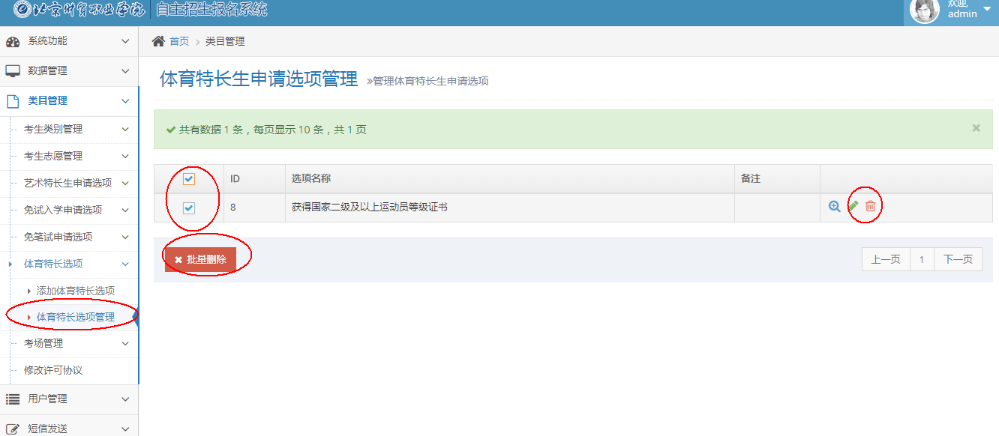 北京财贸职业学院 自主招生报名系统
欢迎,
admin
系统功能
数据管理
类目管理
考生类别管理
考生志愿管理
艺术特长生申请选项
免试入学申请选项
免笔试申请选项
体育特长选项
添加体育特长选项
体育特长选项管理
考场管理
修改许可协议
用户管理
短信发送
首页 > 类目管理
体育特长生申请选项管理 »管理体育特长生申请选项
共有数据 1 条，每页显示 10 条，共 1 页 ×
ID 选项名称 备注
8 获得国家二级及以上运动员等级证书
批量删除
上一页 1 下一页